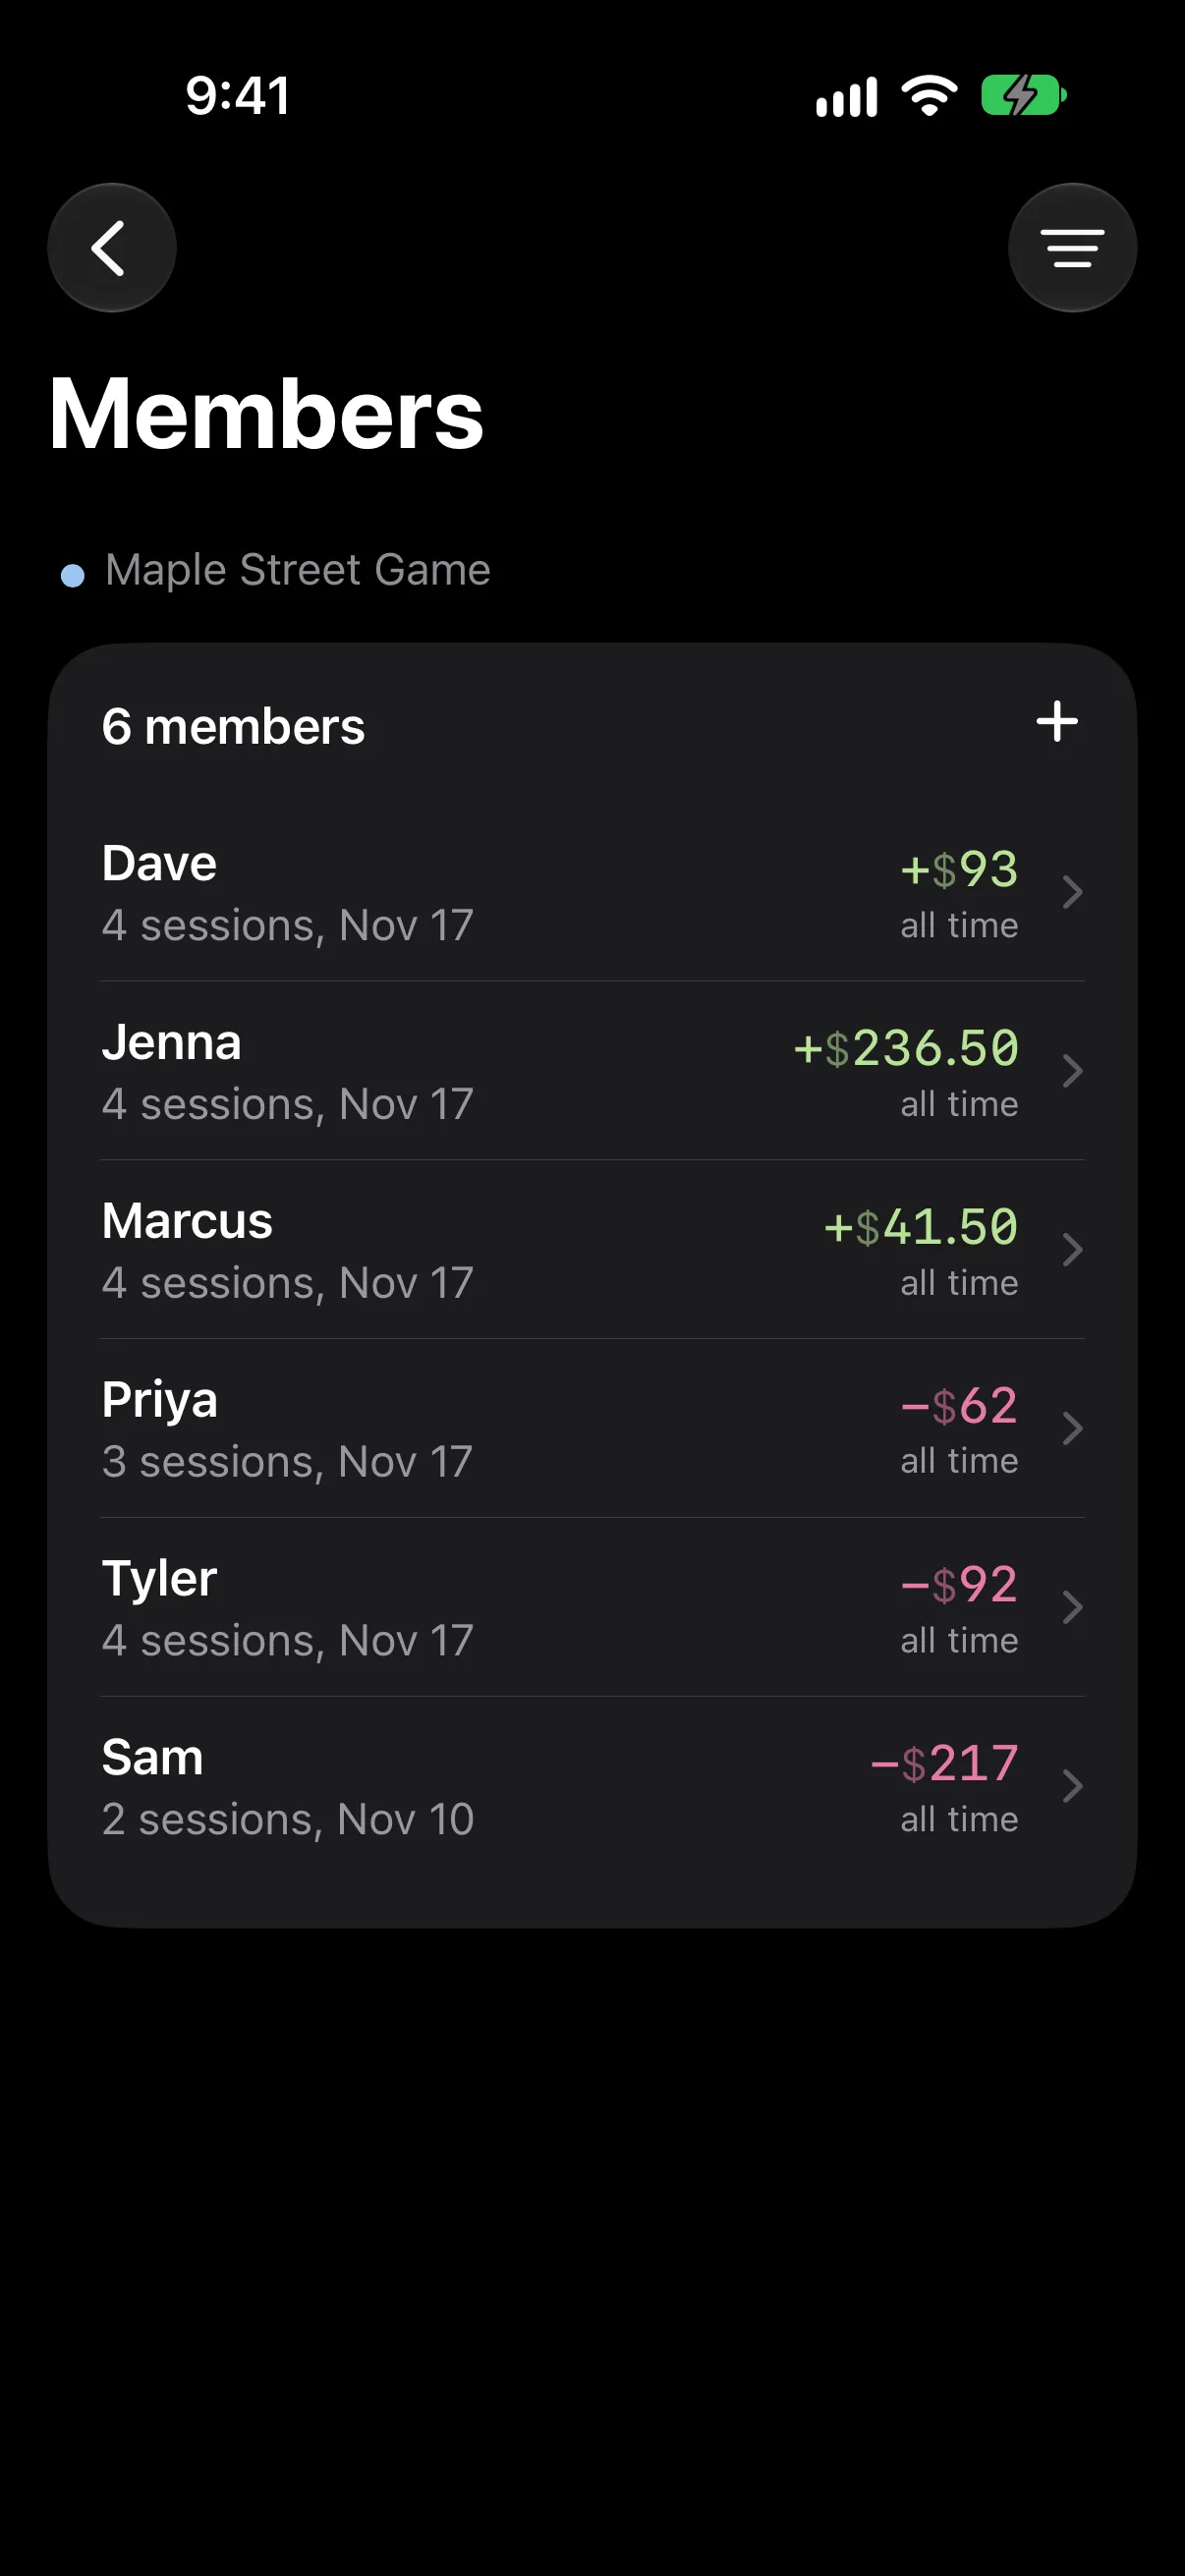 9:41
Members
Maple Street Game
6 members
Dave
+$93
4 sessions, Nov 17
all time
Jenna
+$236.50
4 sessions, Nov 17
all time
Marcus
+$41.50
4 sessions, Nov 17
all time
Priya
−$62
3 sessions, Nov 17
all time
Tyler
−$92
4 sessions, Nov 17
all time
Sam
−$217
2 sessions, Nov 10
all time